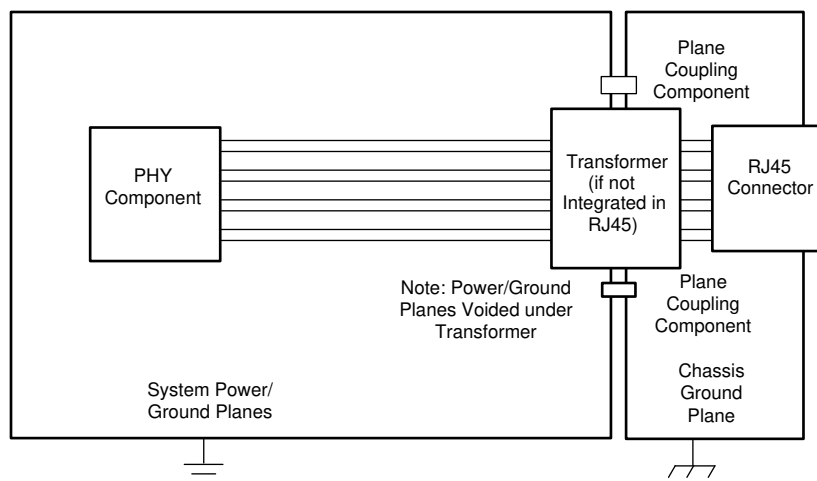 Plane
Coupling
Component
PHY
Component
Transformer
(if not
Integrated in
RJ45)
RJ45
Connector
Note: Power/Ground
Planes Voided under
Transformer
Plane
Coupling
Component
System Power/
Ground Planes
Chassis
Ground
Plane